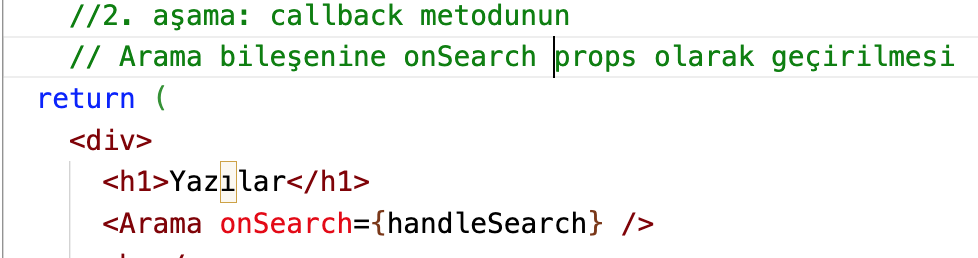 //2. aşama: callback metodunun
// Arama bileşenine onSearch props olarak geçirilmesi
return (
<div>
<h1>Yazılar</h1>
<Arama onSearch={handleSearch} />